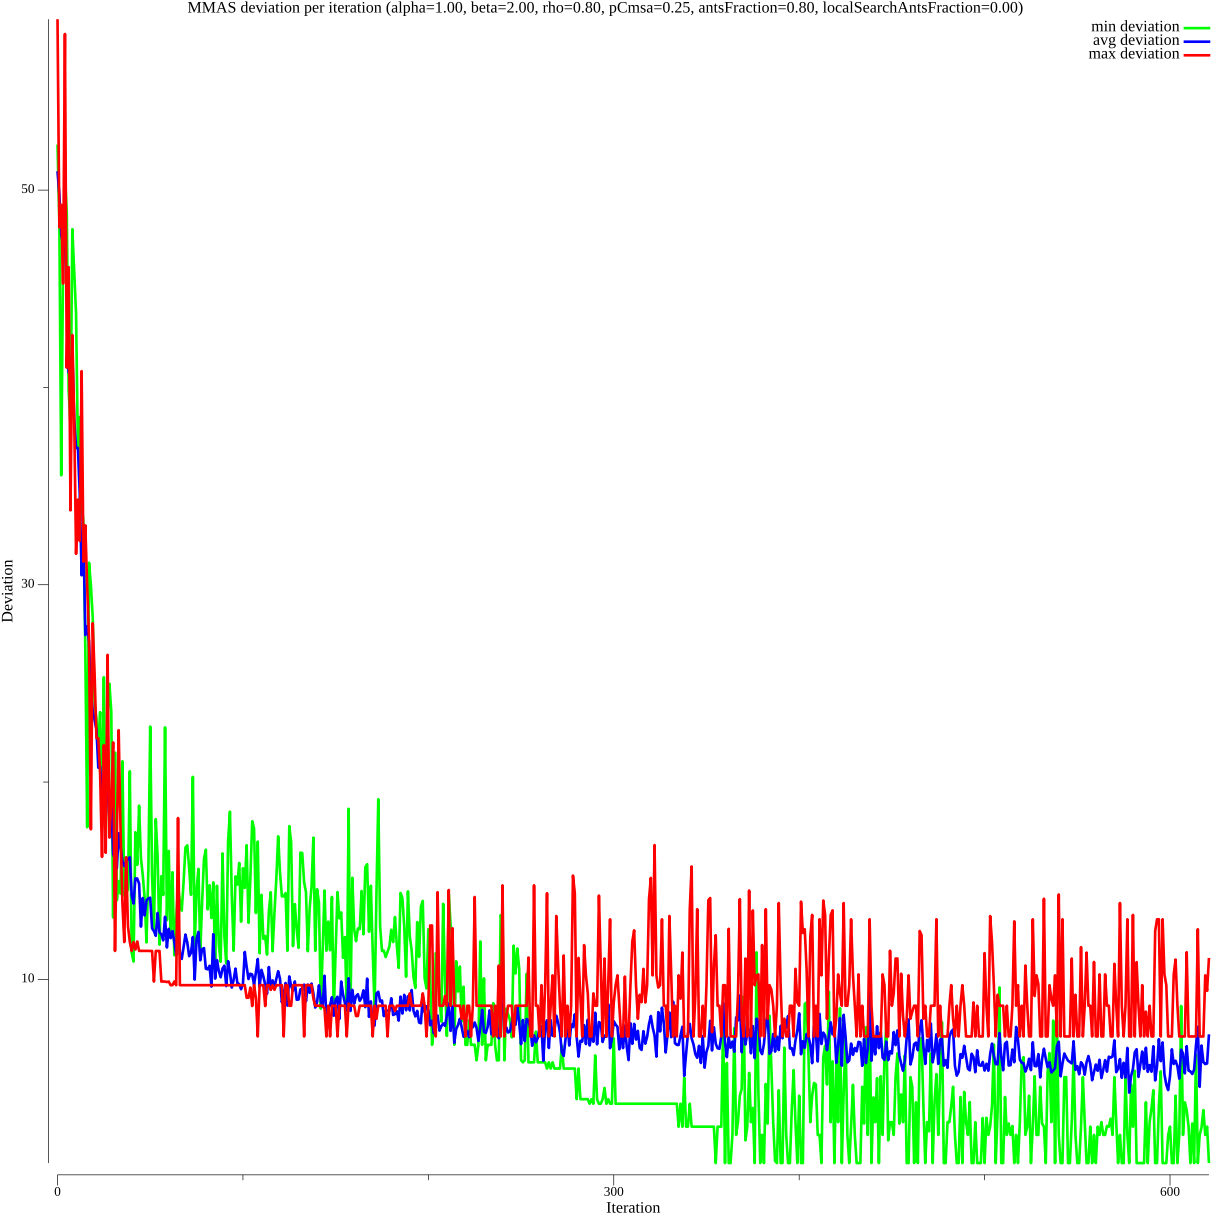 MMAS deviation per iteration (alpha=1.00, beta=2.00, rho=0.80, pCmsa=0.25, antsFraction=0.80, localSearchAntsFraction=0.00)
min deviation
avg deviation
max deviation
50
30
10
Deviation
0
300
600
Iteration